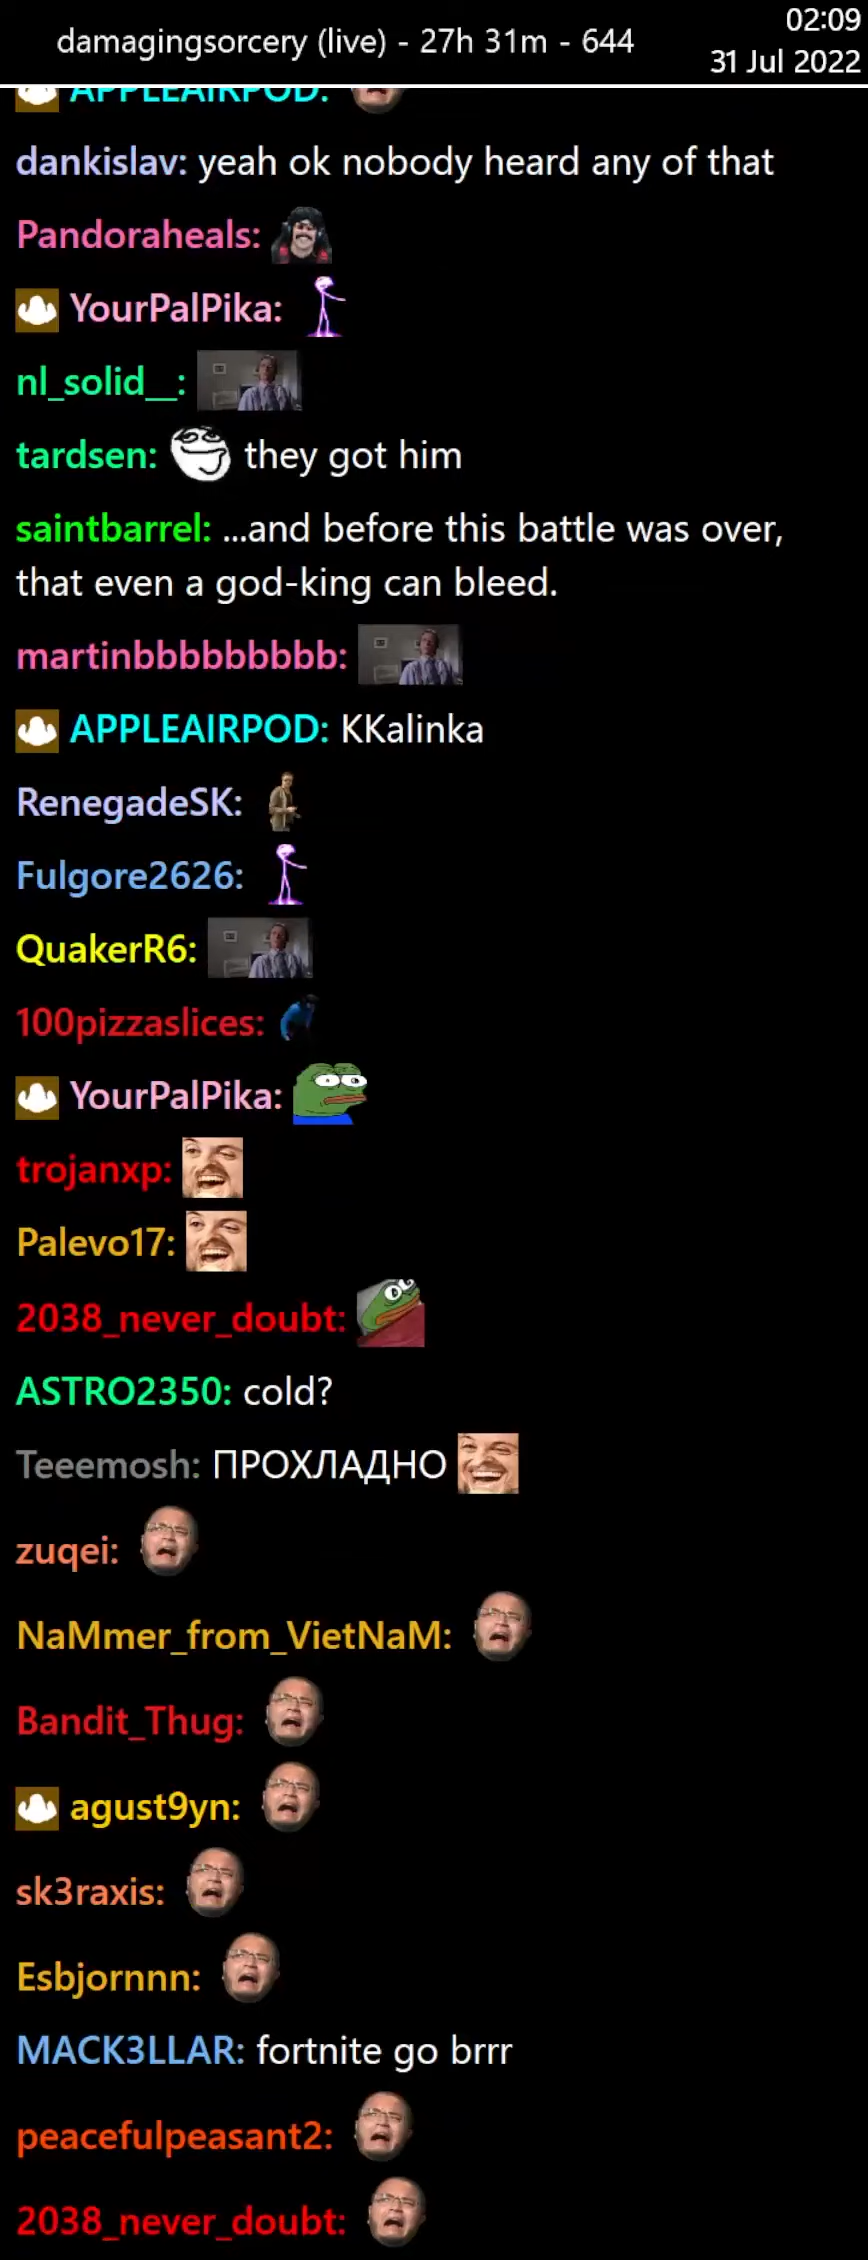 damagingsorcery (live) - 27h 31m - 644
02:09
31 Jul 2022
APPLEAIRPOD:
dankislav: yeah ok nobody heard any of that
Pandoraheals:
YourPalPika:
nl_solid__:
tardsen: they got him
saintbarrel: ...and before this battle was over,
that even a god-king can bleed.
martinbbbbbbbbbb:
APPLEAIRPOD: KKalinka
RenegadeSK:
Fulgore2626:
QuakerR6:
100pizzaslices:
YourPalPika:
trojanxp:
Palevo17:
2038_never_doubt:
ASTRO2350: cold?
Teeemosh: ПРОХЛАДНО
zuqei:
NaMmer_from_VietNaM:
Bandit_Thug:
agust9yn:
sk3raxis:
Esbjornnn:
MACK3LLAR: fortnite go brrr
peacefulpeasant2:
2038_never_doubt: